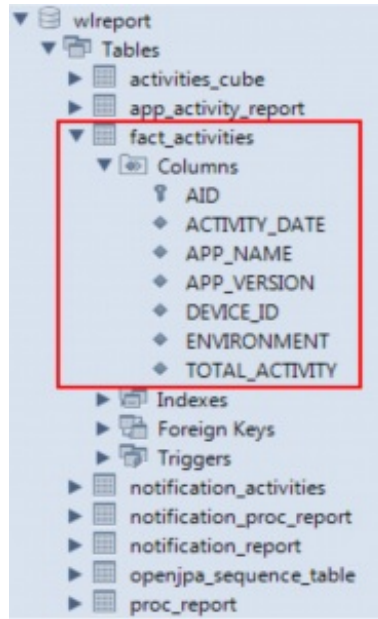 wlreport
Tables
activities_cube
app_activity_report
fact_activities
Columns
AID
ACTIVITY_DATE
APP_NAME
APP_VERSION
DEVICE_ID
ENVIRONMENT
TOTAL_ACTIVITY
Indexes
Foreign Keys
Triggers
notification_activities
notification_proc_report
notification_report
openjpa_sequence_table
proc_report